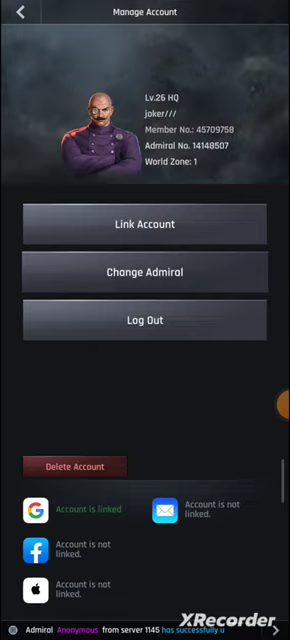 Manage Account
Lv.26 HQ
joker///
Member No.: 45709758
Admiral No. 14148507
World Zone: 1
Link Account
Change Admiral
Log Out
Delete Account
Account is linked
Account is not
linked.
Account is not
linked.
Account is not
linked.
XRecorder
Admiral Anonymous from server 1145 has successfully u